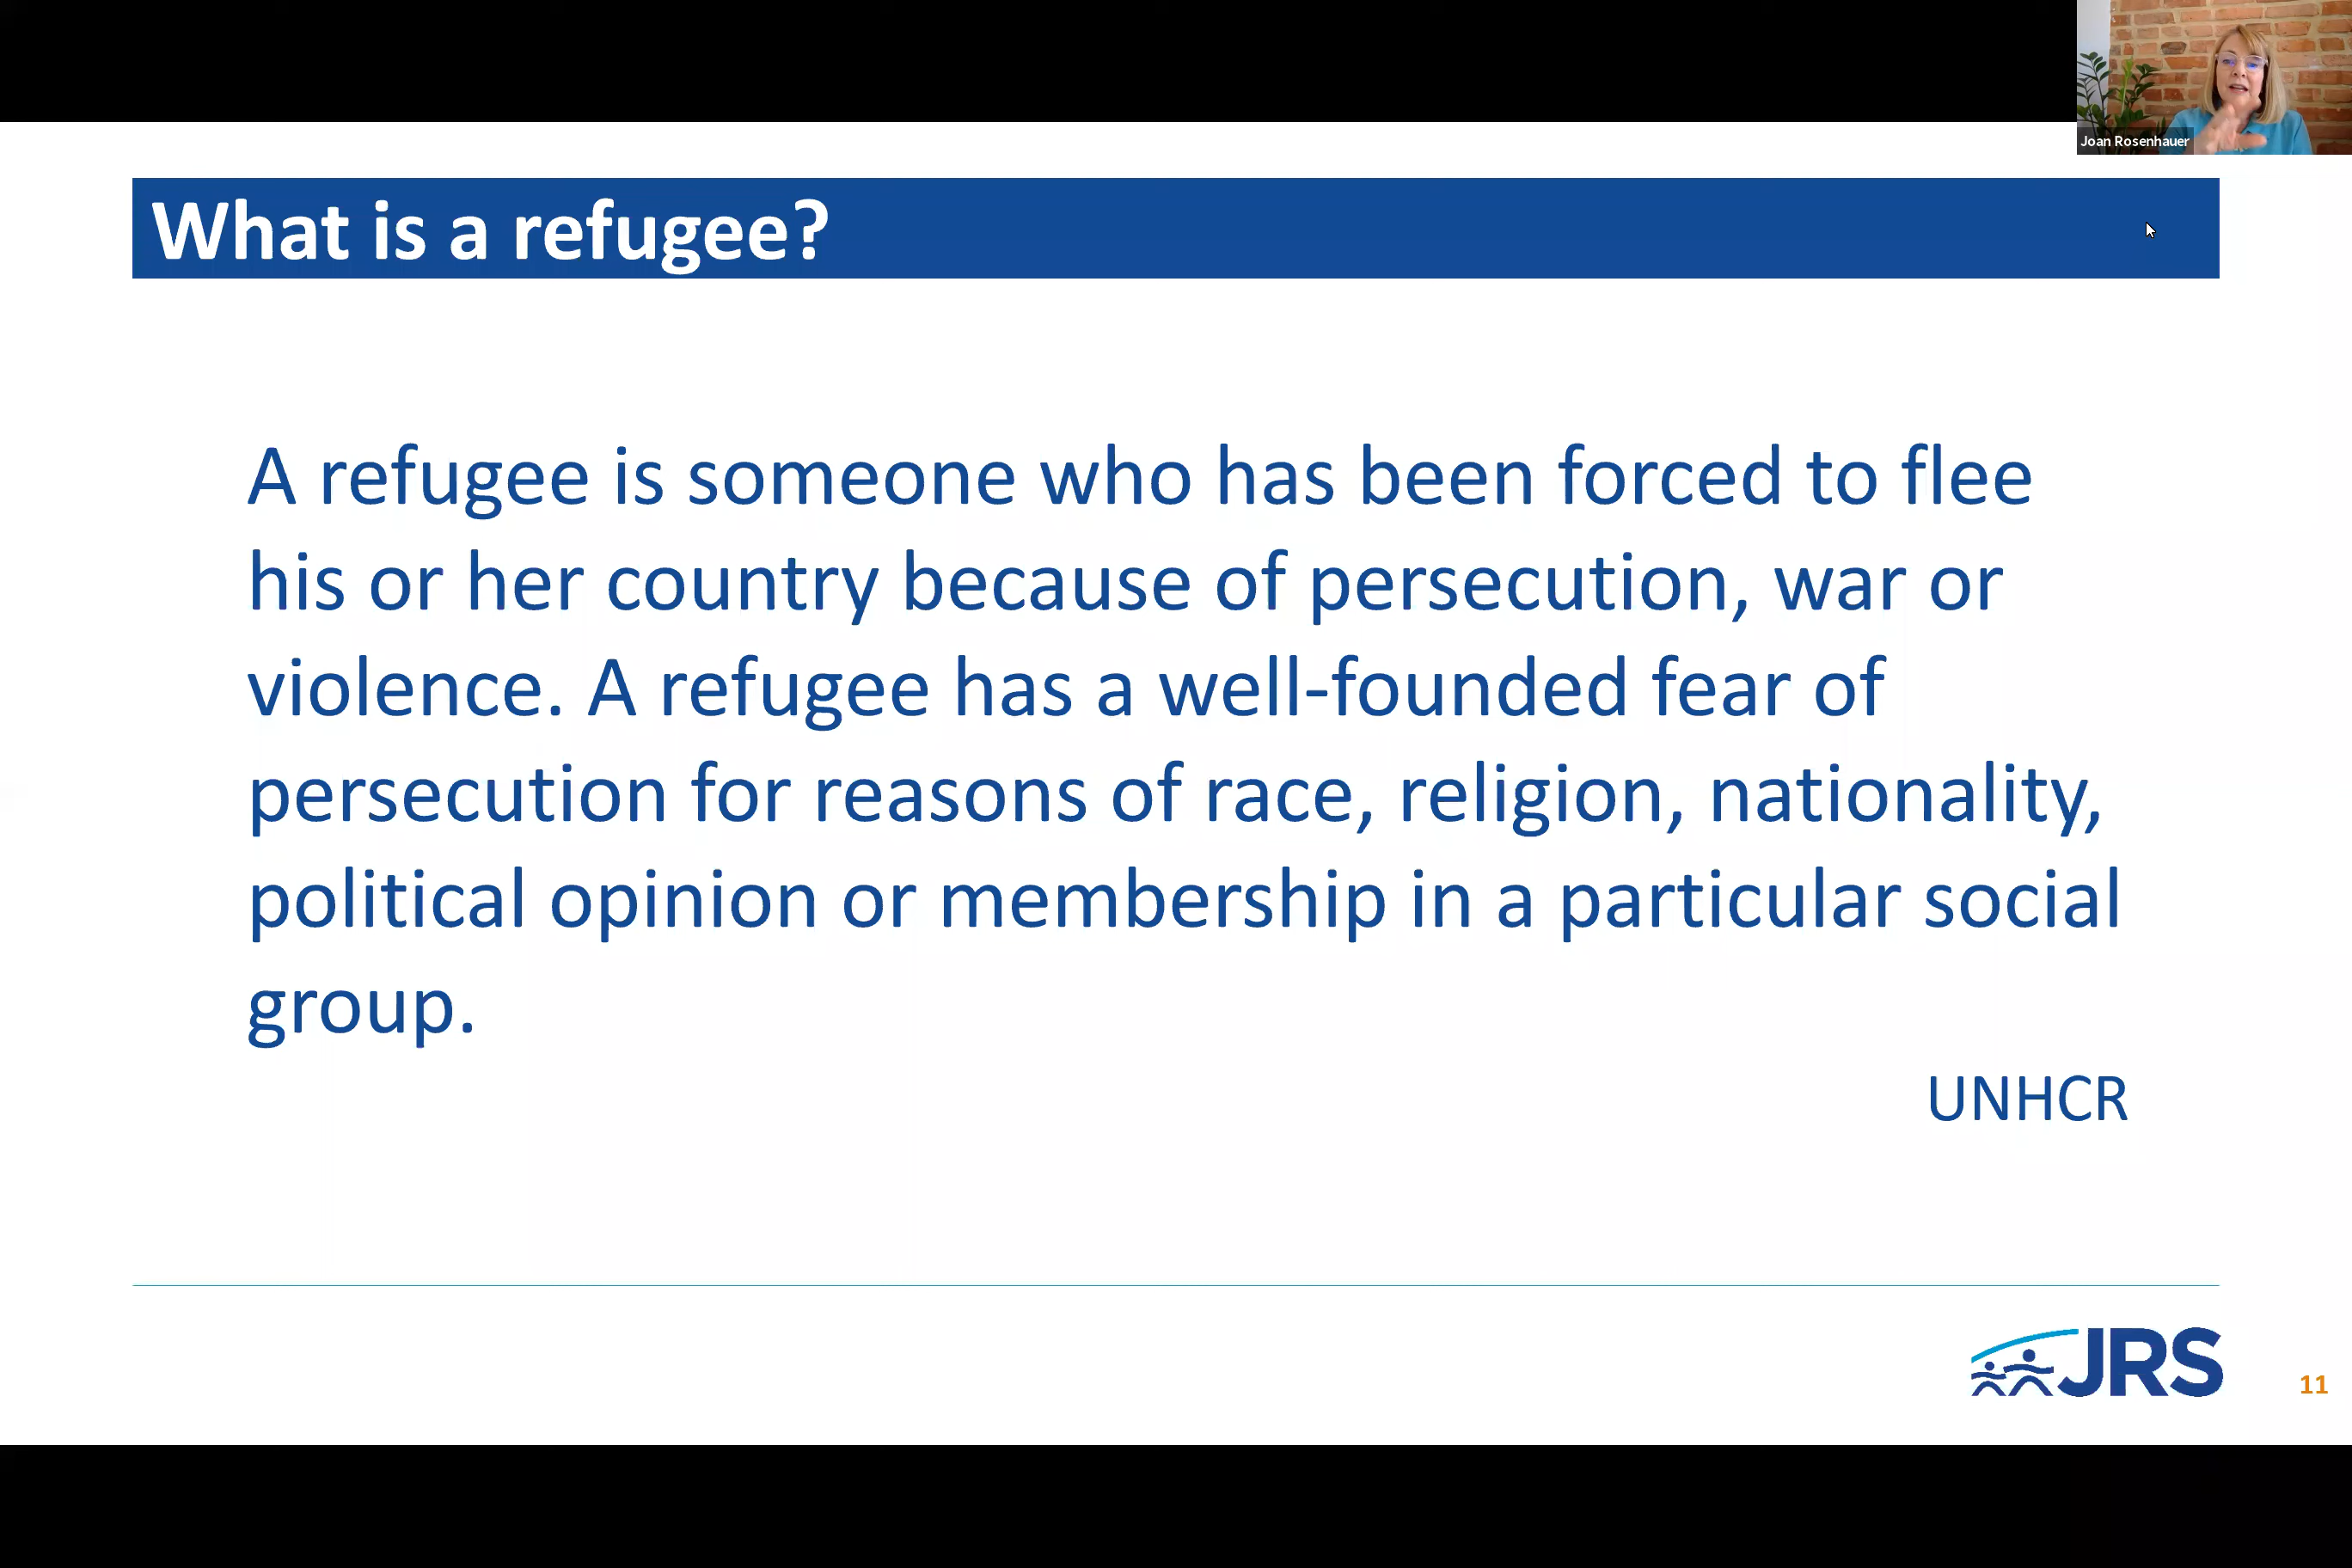 Joan Rosenhauer
What is a refugee?
A refugee is someone who has been forced to flee
his or her country because of persecution, war or
violence. A refugee has a well-founded fear of
persecution for reasons of race, religion, nationality,
political opinion or membership in a particular social
group.
UNHCR
JRS
11